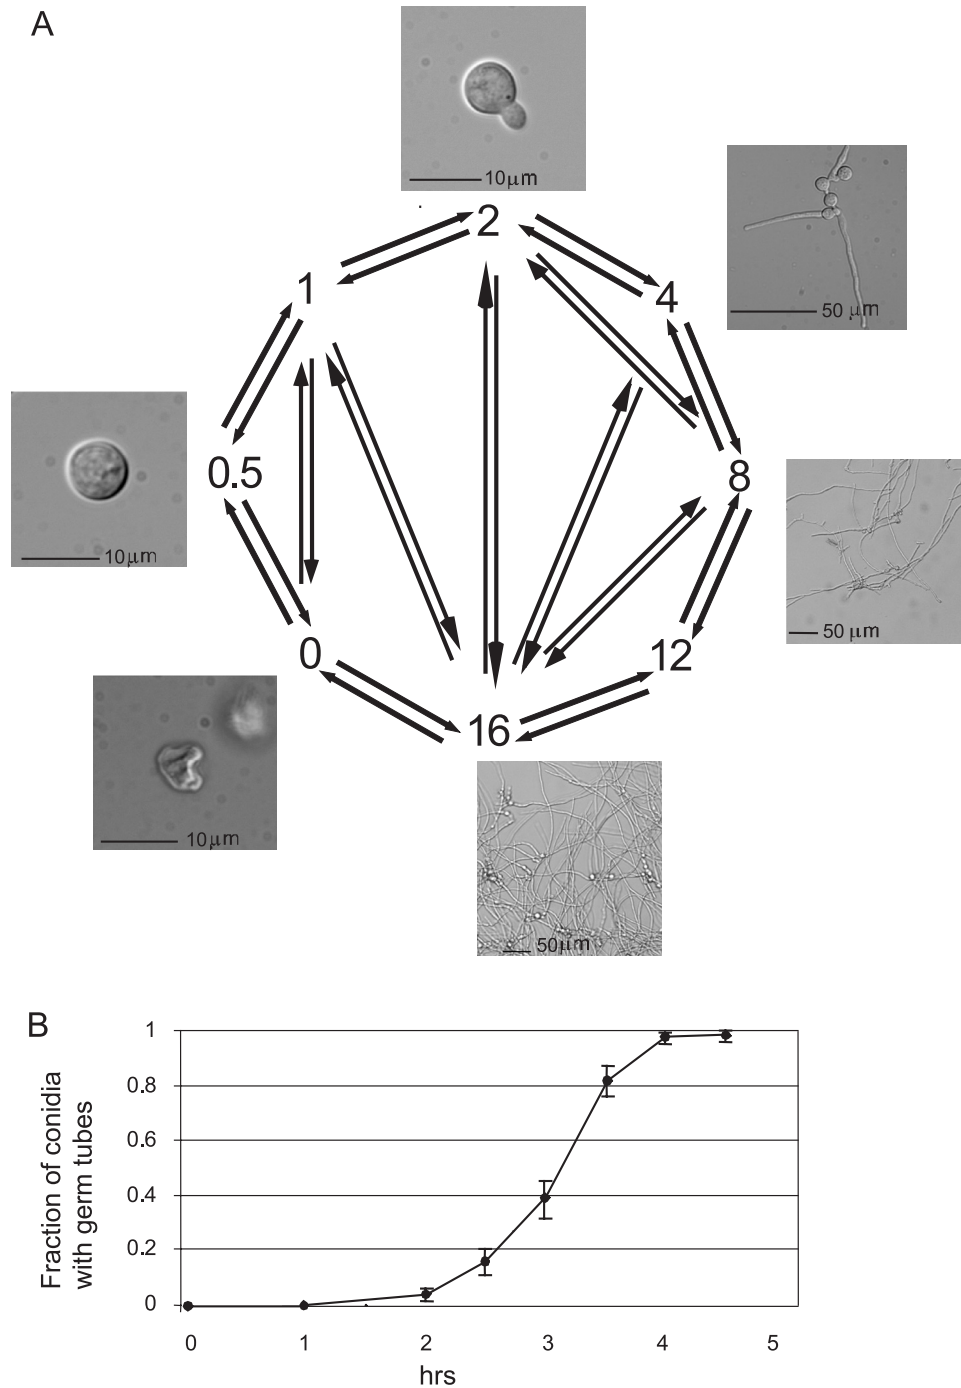 A
10μm
2
50 μm
1
4
0.5
8
10μm
50 μm
0
12
16
10μm
50μm
B
1
0.8
0.6
0.4
0.2
0
Fraction of conidia
with germ tubes
0 1 2 3 4 5
hrs